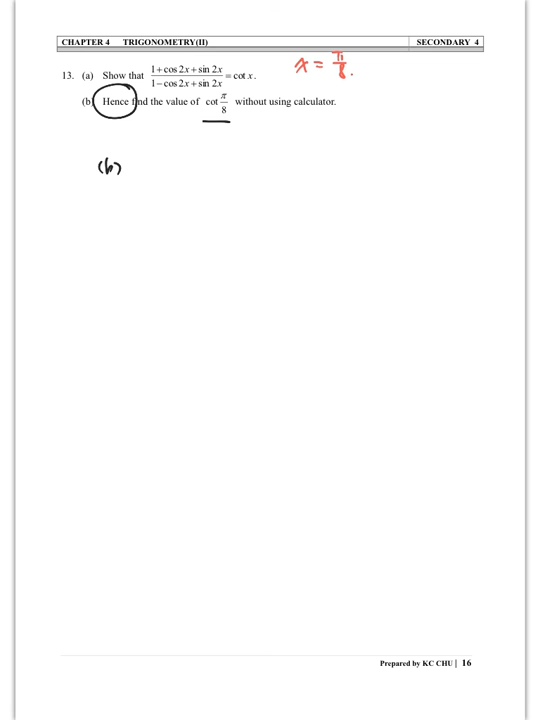 CHAPTER 4 TRIGONOMETRY(II) SECONDARY 4
x = π/8.
13. (a) Show that (1 + cos 2x + sin 2x)/(1 − cos 2x + sin 2x) = cot x.
(b) Hence find the value of cot π/8 without using calculator.
(b)
Prepared by KC CHU | 16